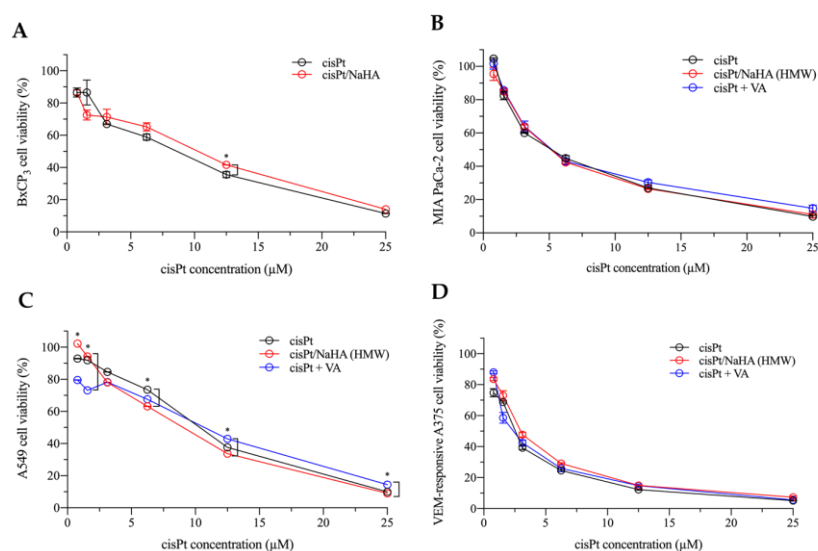 A
BxCP3 cell viability (%)
100
80
60
40
20
0
0 5 10 15 20 25
cisPt concentration (µM)
cisPt
cisPt/NaHA
*
B
MIA PaCa-2 cell viability (%)
100
80
60
40
20
0
0 5 10 15 20 25
cisPt concentration (µM)
cisPt
cisPt/NaHA (HMW)
cisPt + VA
C
A549 cell viability (%)
100
80
60
40
20
0
0 5 10 15 20 25
cisPt concentration (µM)
cisPt
cisPt/NaHA (HMW)
cisPt + VA
* * * * *
D
VEM-responsive A375 cell viability (%)
100
80
60
40
20
0
0 5 10 15 20 25
cisPt concentration (µM)
cisPt
cisPt/NaHA (HMW)
cisPt + VA